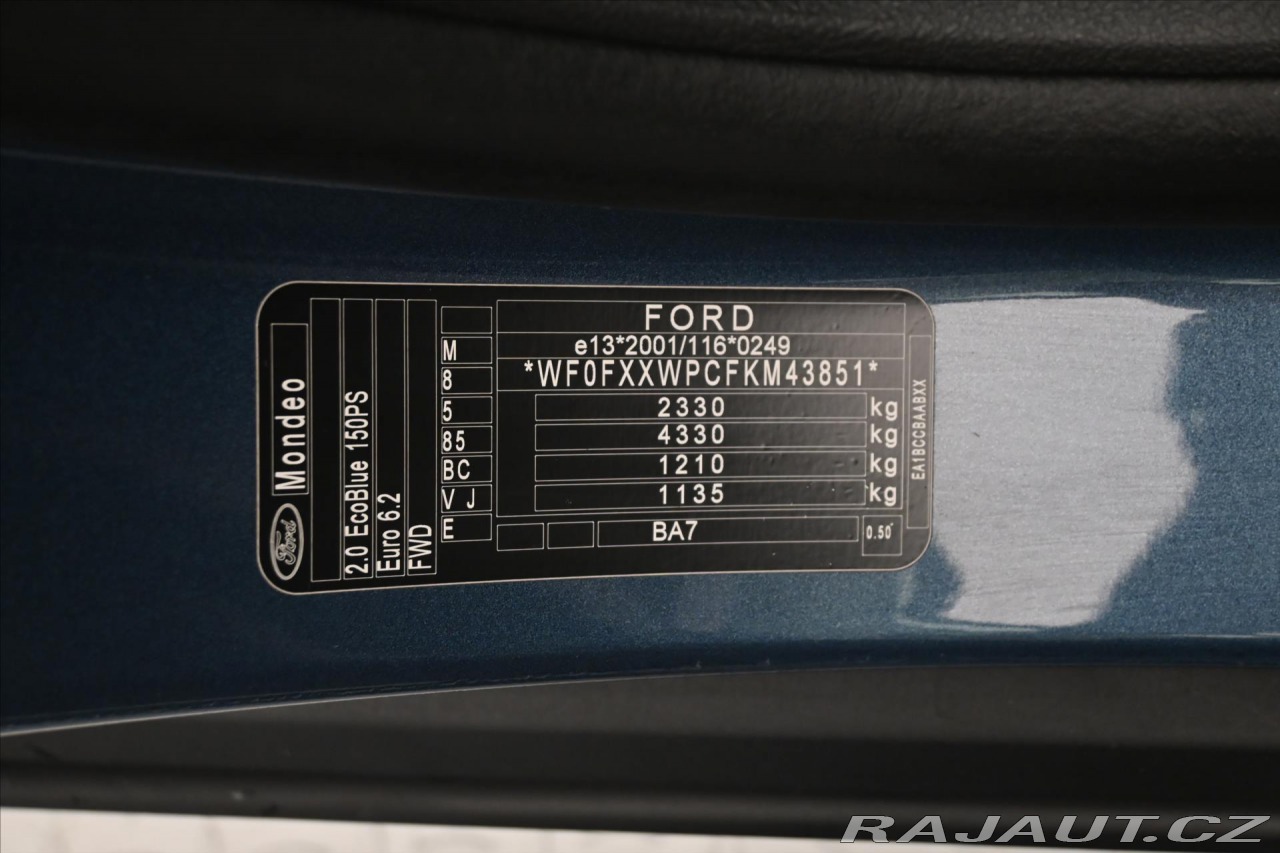 FORD
e13*2001/116*0249
*WF0FXXWPCFKM43851*
2330 kg
4330 kg
1210 kg
1135 kg
BA7
0.50
M
8
5
85
BC
V J
E
Mondeo
Ford
2.0 EcoBlue 150PS
Euro 6.2
FWD
EA1BCCBAABXX
RAJAUT.CZ